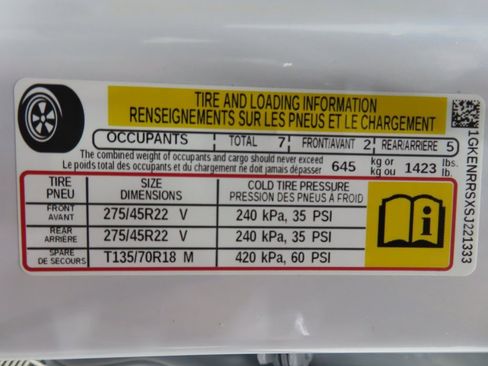 TIRE AND LOADING INFORMATION
RENSEIGNEMENTS SUR LES PNEUS ET LE CHARGEMENT
OCCUPANTS TOTAL 7 FRONT/AVANT 2 REAR/ARRIERE 5
The combined weight of occupants and cargo should never exceed 645 kg or 1423 lbs.
Le poids total des occupants et du chargement ne doit jamais dépasser kg ou lb.
TIRE SIZE COLD TIRE PRESSURE
PNEU DIMENSIONS PRESSION DES PNEUS À FROID
FRONT
AVANT 275/45R22 V 240 kPa, 35 PSI
REAR
ARRIÈRE 275/45R22 V 240 kPa, 35 PSI
SPARE
DE SECOURS T135/70R18 M 420 kPa, 60 PSI
1GKENRRSXSJ221333